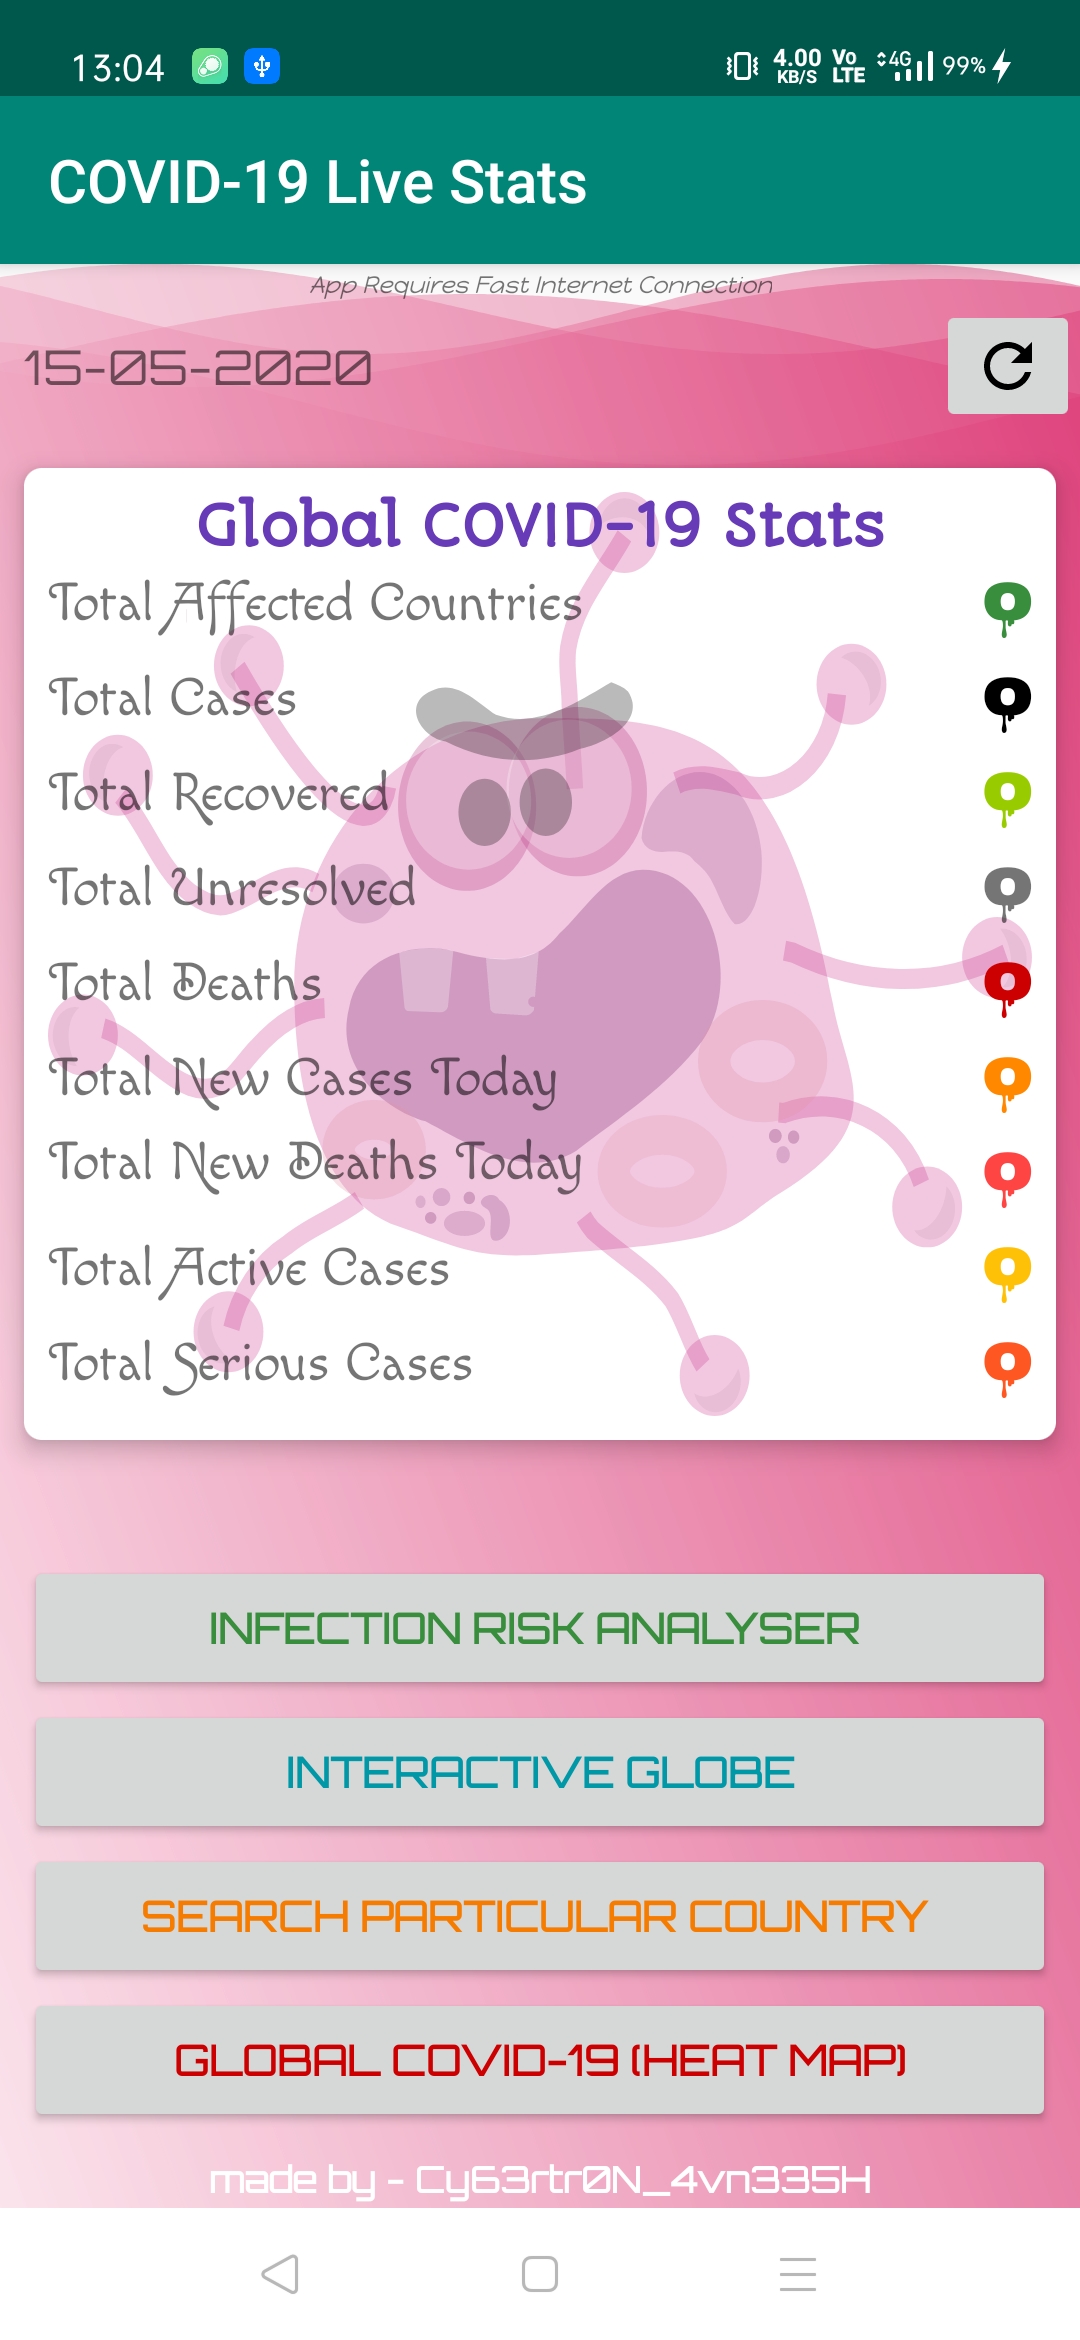 13:04 4.00 KB/S Vo LTE 4G 99%
COVID-19 Live Stats
App Requires Fast Internet Connection
15-05-2020
Global COVID-19 Stats
Total Affected Countries 0
Total Cases 0
Total Recovered 0
Total Unresolved 0
Total Deaths 0
Total New Cases Today 0
Total New Deaths Today 0
Total Active Cases 0
Total Serious Cases 0
INFECTION RISK ANALYSER
INTERACTIVE GLOBE
SEARCH PARTICULAR COUNTRY
GLOBAL COVID-19 (HEAT MAP)
made by - Cy63rtr0N_4vn335H